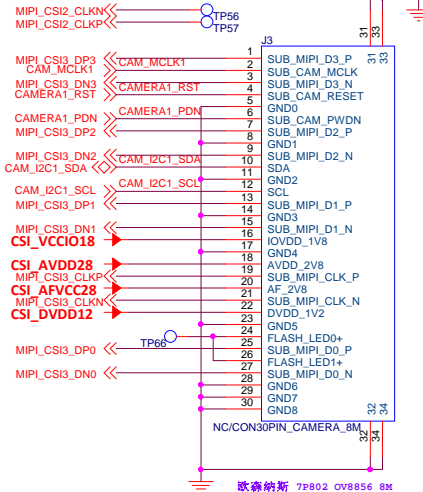 MIPI_CSI2_CLKN TP56
MIPI_CSI2_CLKP TP57
31 33
J3
MIPI_CSI3_DP3 1 SUB_MIPI_D3_P 31 33
CAM_MCLK1 CAM_MCLK1 2 SUB_CAM_MCLK
MIPI_CSI3_DN3 3 SUB_MIPI_D3_N
CAMERA1_RST CAMERA1_RST 4 SUB_CAM_RESET
5 GND0
CAMERA1_PDN CAMERA1_PDN 6 SUB_CAM_PWDN
MIPI_CSI3_DP2 7 SUB_MIPI_D2_P
8 GND1
MIPI_CSI3_DN2 9 SUB_MIPI_D2_N
CAM_I2C1_SDA CAM_I2C1_SDA 10 SDA
11 GND2
CAM_I2C1_SCL CAM_I2C1_SCL 12 SCL
MIPI_CSI3_DP1 13 SUB_MIPI_D1_P
14 GND3
MIPI_CSI3_DN1 15 SUB_MIPI_D1_N
CSI_VCCIO18 16 IOVDD_1V8
17 GND4
CSI_AVDD28 18 AVDD_2V8
MIPI_CSI3_CLKP 19 SUB_MIPI_CLK_P
CSI_AFVCC28 20 AF_2V8
MIPI_CSI3_CLKN 21 SUB_MIPI_CLK_N
CSI_DVDD12 22 DVDD_1V2
23 GND5
TP66 24 FLASH_LED0+
MIPI_CSI3_DP0 25 SUB_MIPI_D0_P
26 FLASH_LED1+
MIPI_CSI3_DN0 27 SUB_MIPI_D0_N
28 GND6
29 GND7
30 GND8
32 34
NC/CON30PIN_CAMERA_8M
32 34
欧森纳斯 7P802 OV8856 8M